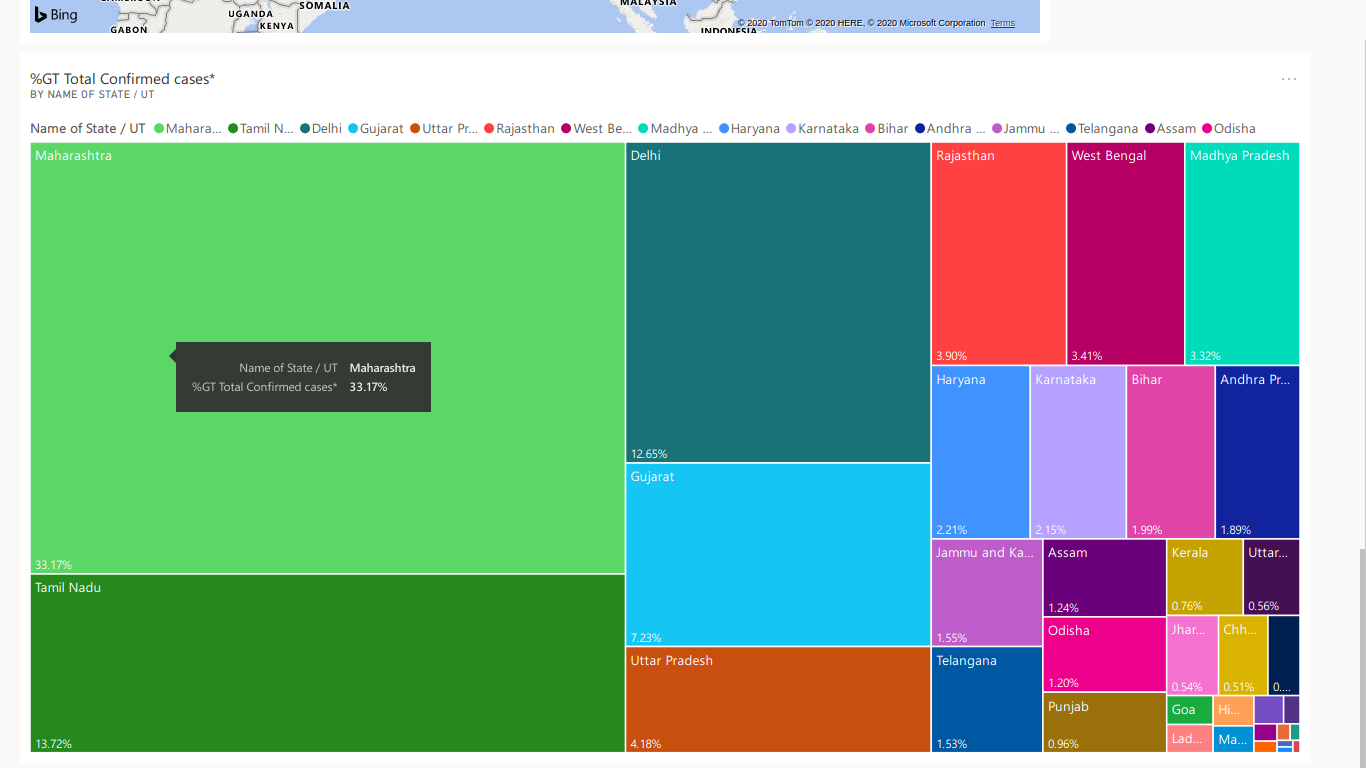 SOMALIA
MALAYSIA
Bing
UGANDA
KENYA
GABON
© 2020 TomTom © 2020 HERE, © 2020 Microsoft Corporation Terms
INDONESIA
%GT Total Confirmed cases*
...
BY NAME OF STATE / UT
Name of State / UT Mahara... Tamil N... Delhi Gujarat Uttar Pr... Rajasthan West Be... Madhya ... Haryana Karnataka Bihar Andhra ... Jammu ... Telangana Assam Odisha
Maharashtra
Delhi
Rajasthan
West Bengal
Madhya Pradesh
Name of State / UT Maharashtra
%GT Total Confirmed cases* 33.17%
3.90%
3.41%
3.32%
Haryana
Karnataka
Bihar
Andhra Pr...
12.65%
Gujarat
2.21%
2.15%
1.99%
1.89%
33.17%
Tamil Nadu
Jammu and Ka...
Assam
Kerala
Uttar...
1.24%
0.76%
0.56%
Odisha
Jhar...
Chh...
7.23%
1.55%
Uttar Pradesh
Telangana
1.20%
0.54%
0.51%
0....
Punjab
Goa
Hi...
Lad...
Ma...
13.72%
4.18%
1.53%
0.96%